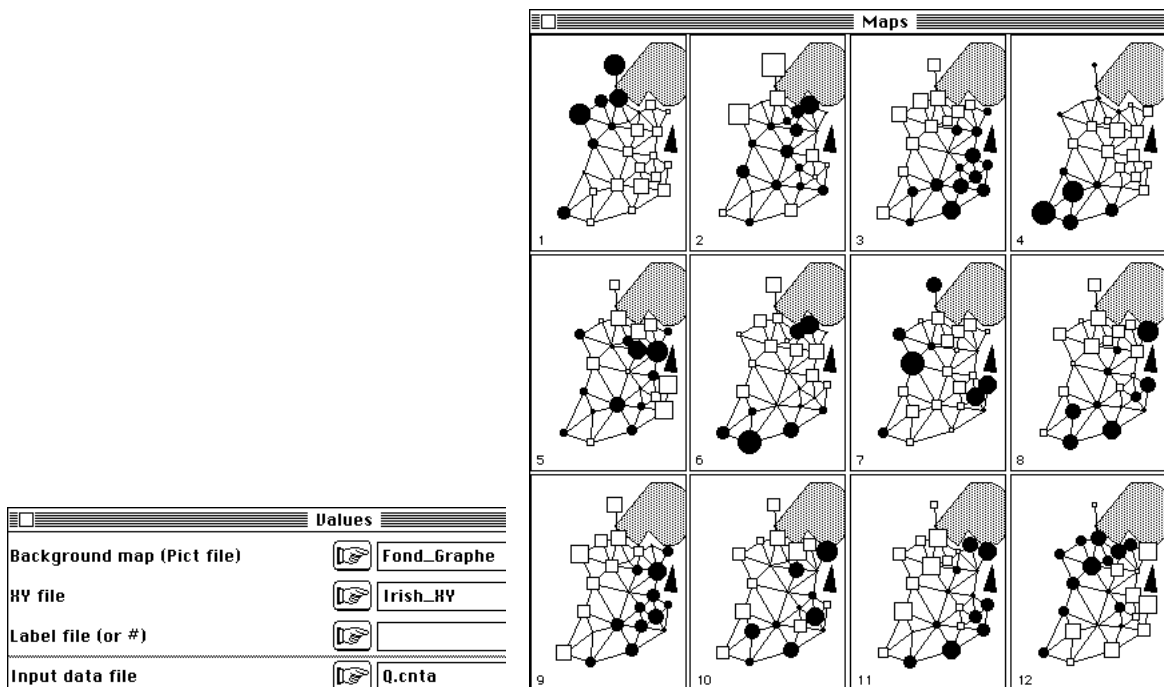 Maps
1
2
3
4
5
6
7
8
9
10
11
12
Values
Background map (Pict file)
Fond_Graphe
XY file
Irish_XY
Label file (or #)
Input data file
Q.cnta